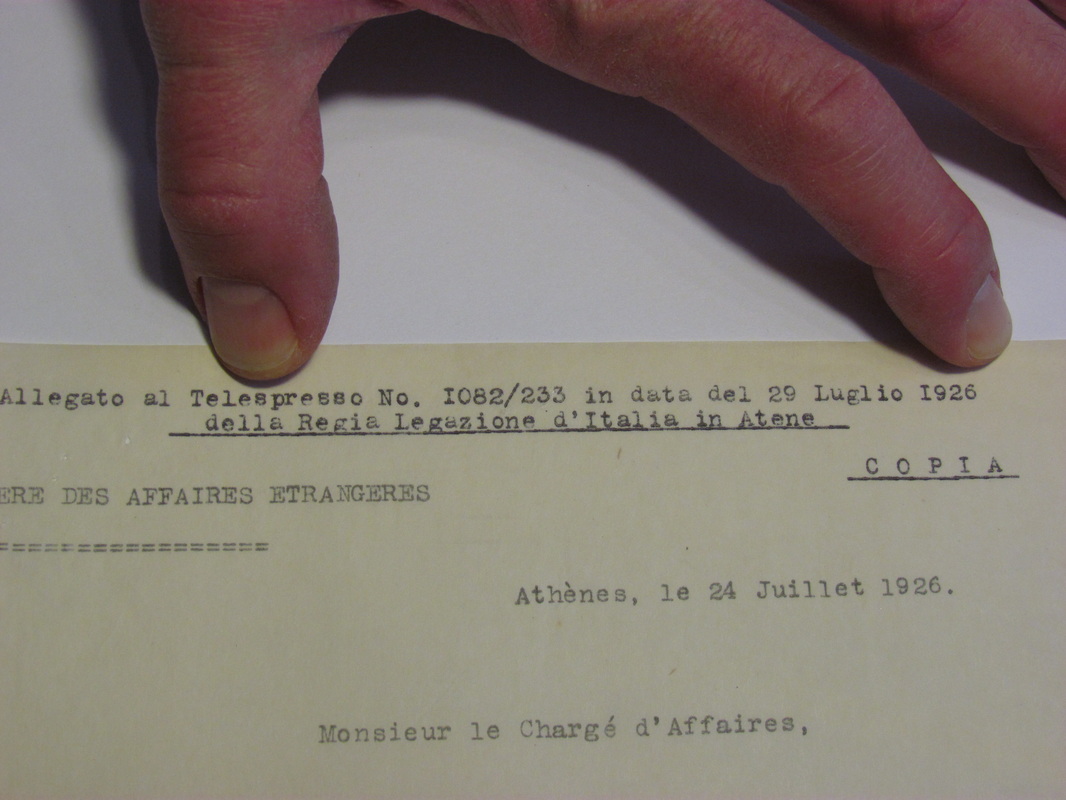 Allegato al Telespresso No. I082/233 in data del 29 Luglio I926
della Regia Legazione d'Italia in Atene
C O P I A
ERE DES AFFAIRES ETRANGERES
==================
Athènes, le 24 Juillet 1926.
Monsieur le Chargé d'Affaires,